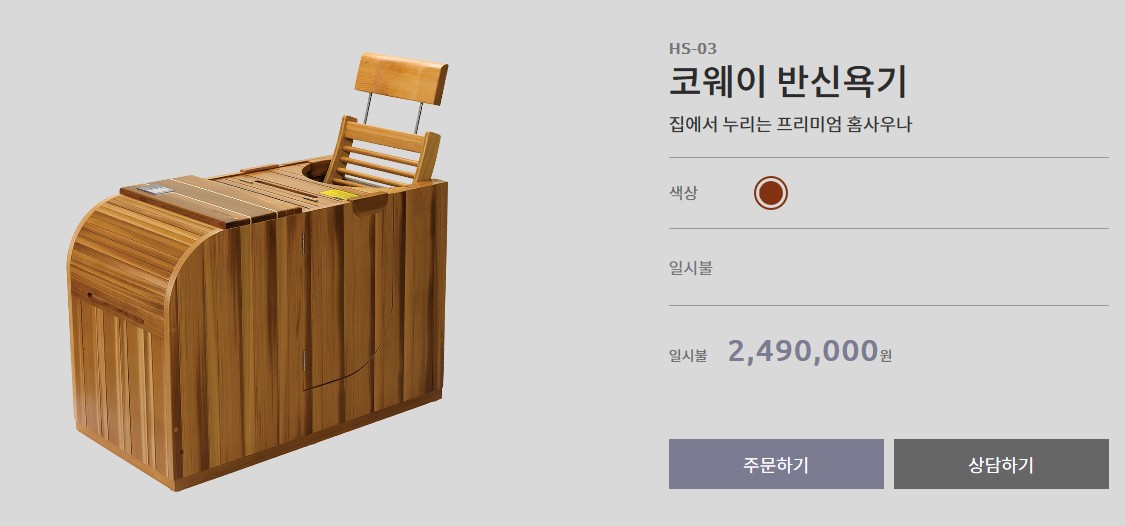 HS-03
코웨이 반신욕기
집에서 누리는 프리미엄 홈사우나
색상
일시불
일시불 2,490,000원
주문하기 상담하기